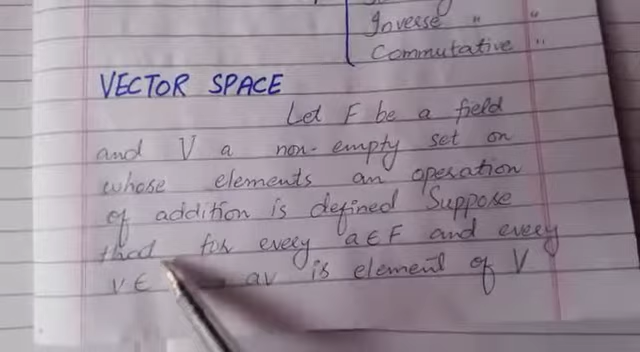 Inverse " "
Commutative "
VECTOR SPACE
Let F be a field
and V a non-empty set on
whose elements an operation
of addition is defined Suppose
that for every a∈F and every
v∈ av is element of V